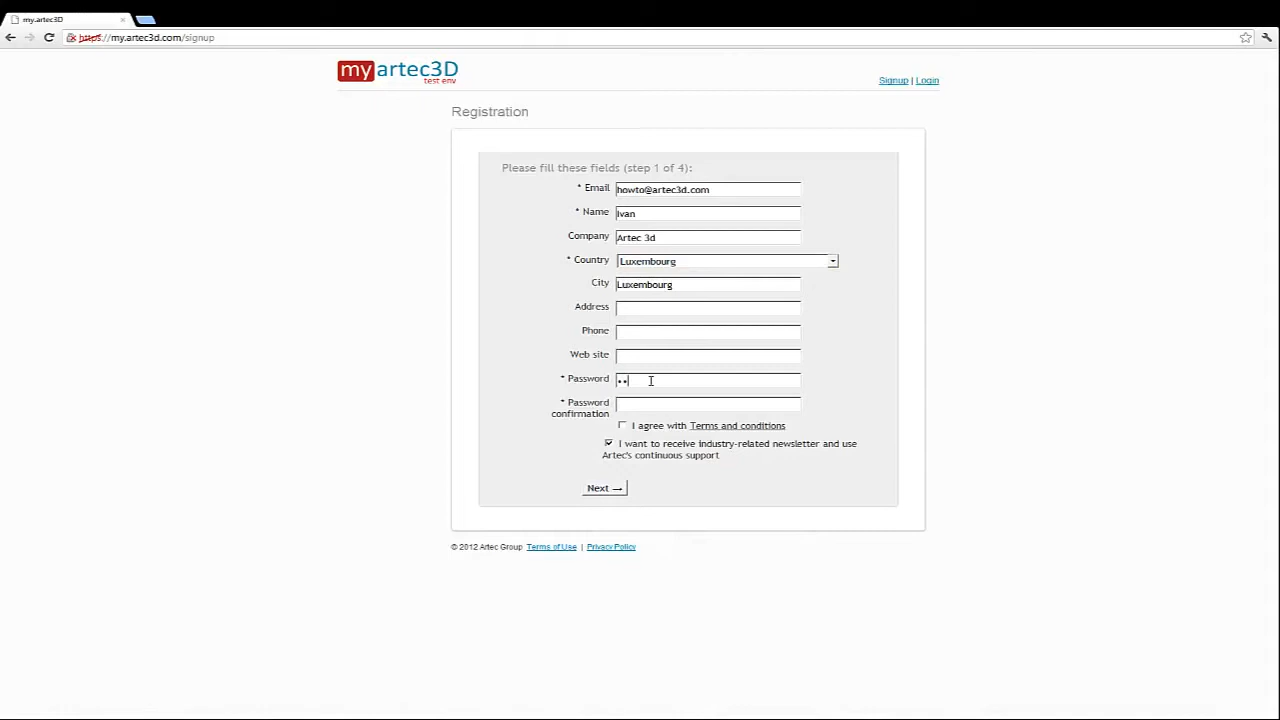 my.artec3D
https://my.artec3d.com/signup
my artec3D
test env
Signup | Login
Registration
Please fill these fields (step 1 of 4):
* Email howto@artec3d.com
* Name Ivan
Company Artec 3d
* Country Luxembourg
City Luxembourg
Address
Phone
Web site
* Password ••
* Password
confirmation
I agree with Terms and conditions
I want to receive industry-related newsletter and use
Artec's continuous support
Next →
© 2012 Artec Group Terms of Use | Privacy Policy